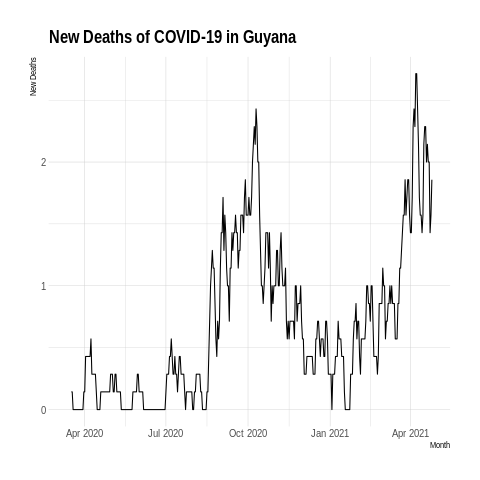 New Deaths of COVID-19 in Guyana
New Deaths
2
1
0
Apr 2020 Jul 2020 Oct 2020 Jan 2021 Apr 2021
Month